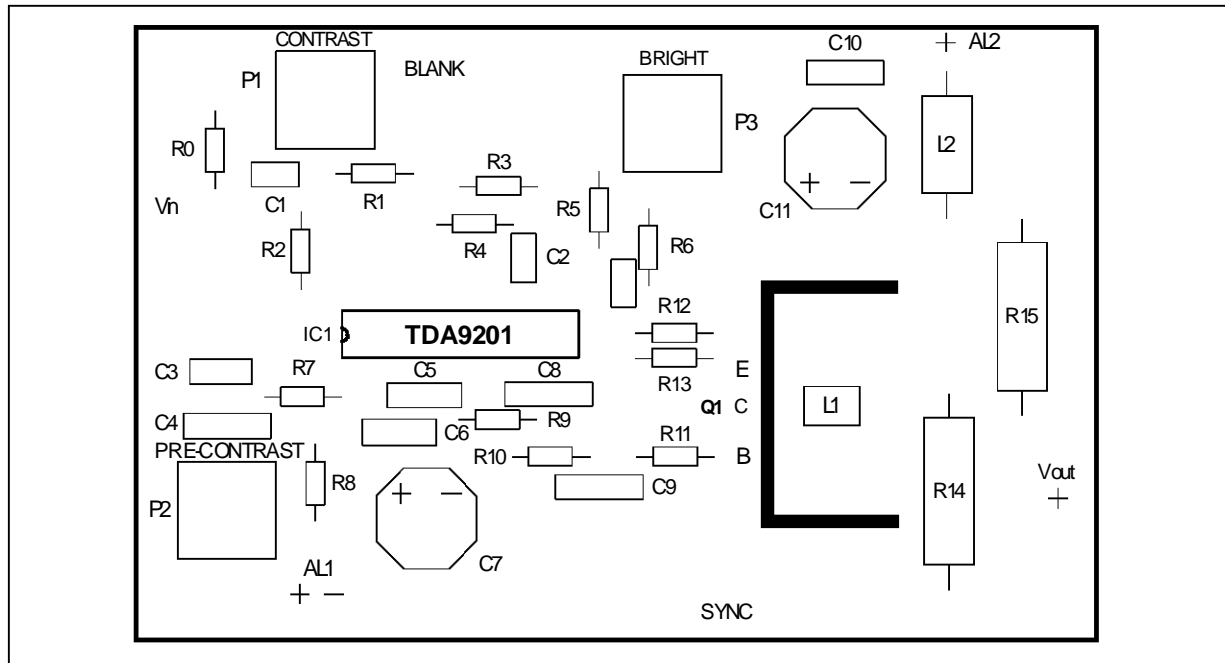 CONTRAST
C10
+ AL2
P1
BLANK
BRIGHT
P3
R0
L2
R3
C1
R1
+ −
Vin
R5
C11
R2
R4
C2
R6
R12
IC1
TDA9201
R15
C3
C5
C8
R13
E
R7
Q1 C
L1
C4
C6
R9
R11
PRE-CONTRAST
R10
B
Vout
R8
+ −
C9
R14
+
P2
C7
AL1
+ −
SYNC